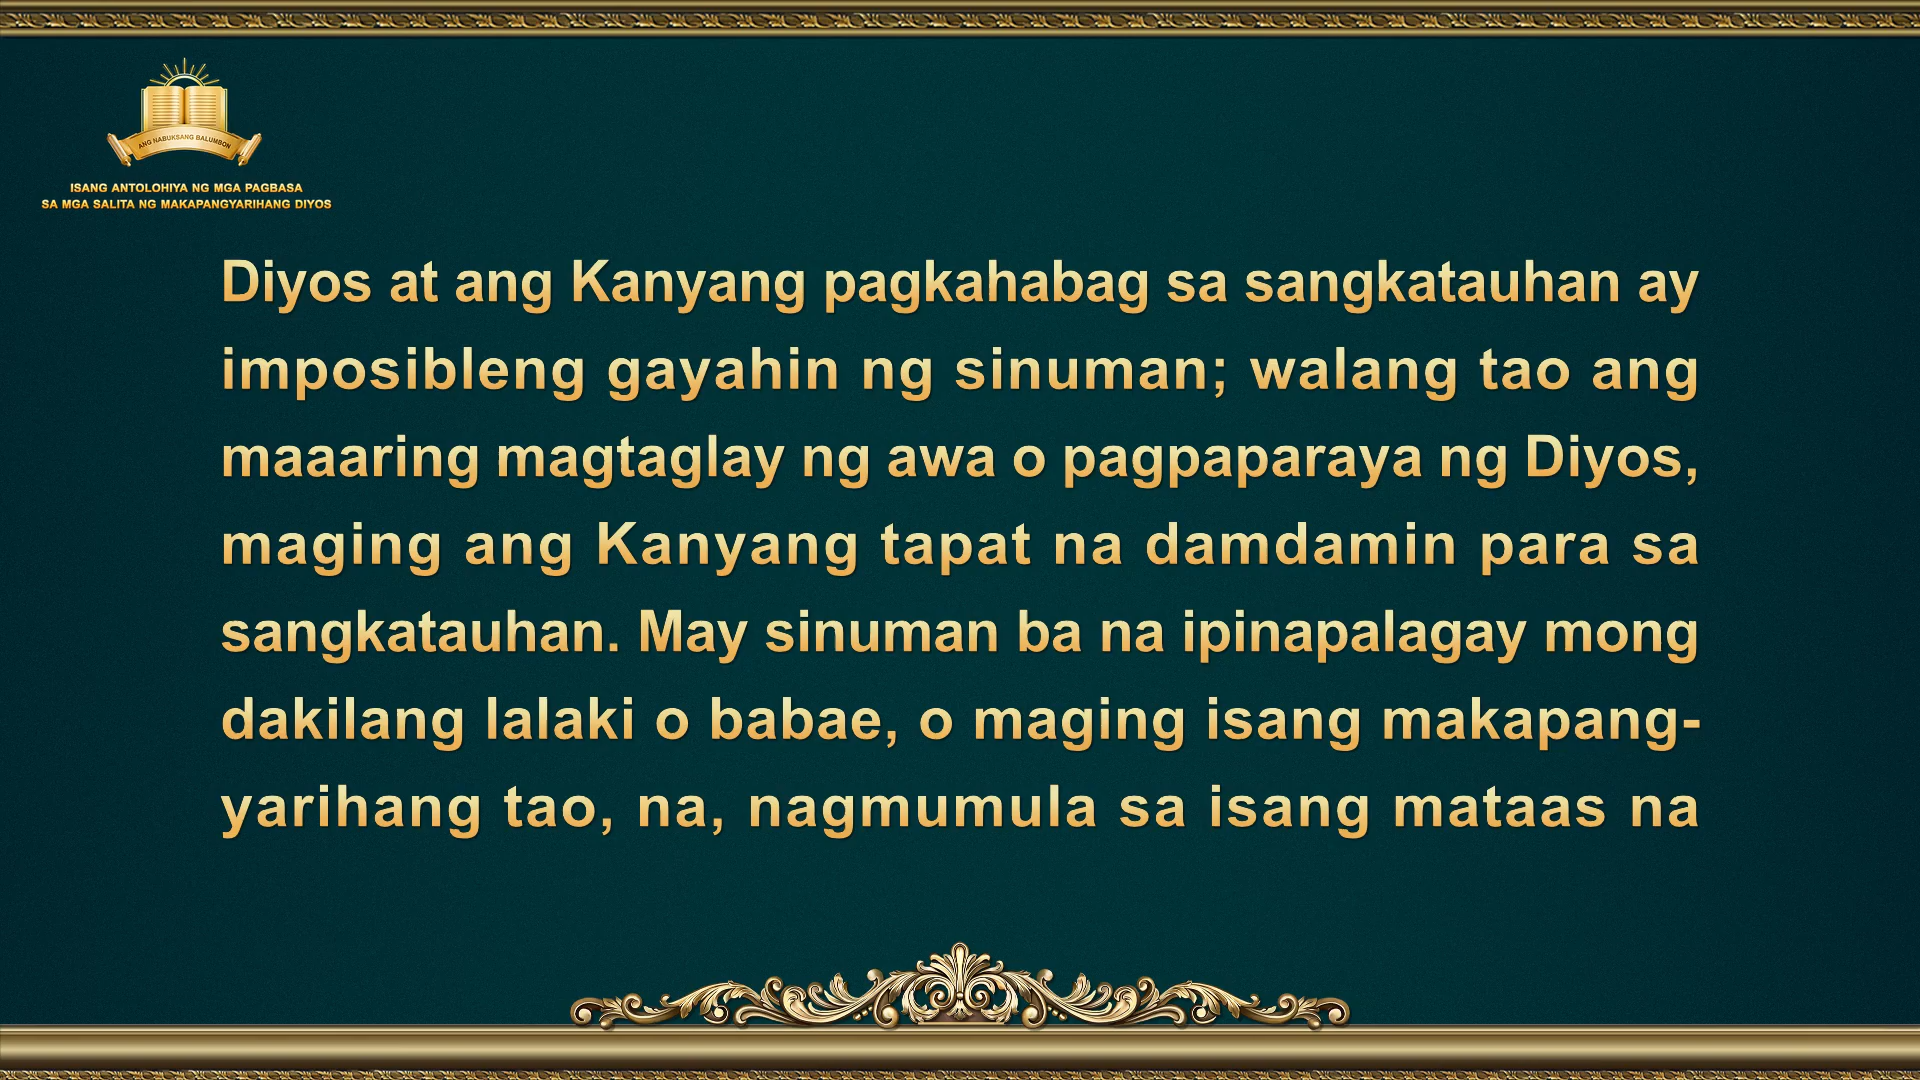 ANG NABUKSANG BALUMBON
ISANG ANTOLOHIYA NG MGA PAGBASA
SA MGA SALITA NG MAKAPANGYARIHANG DIYOS
Diyos at ang Kanyang pagkahabag sa sangkatauhan ay
imposibleng gayahin ng sinuman; walang tao ang
maaaring magtaglay ng awa o pagpaparaya ng Diyos,
maging ang Kanyang tapat na damdamin para sa
sangkatauhan. May sinuman ba na ipinapalagay mong
dakilang lalaki o babae, o maging isang makapang-
yarihang tao, na, nagmumula sa isang mataas na